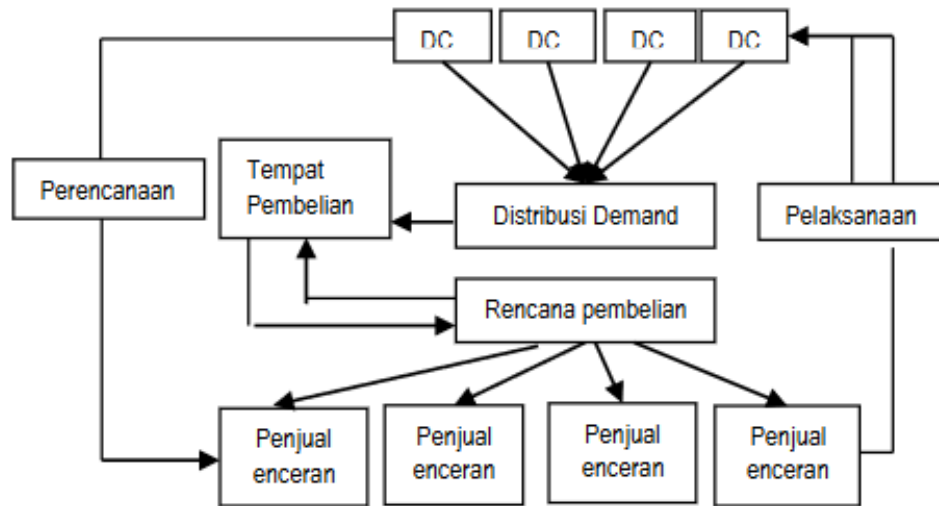 DC
DC
DC
DC
Perencanaan
Tempat
Pembelian
Distribusi Demand
Pelaksanaan
Rencana pembelian
Penjual
enceran
Penjual
enceran
Penjual
enceran
Penjual
enceran